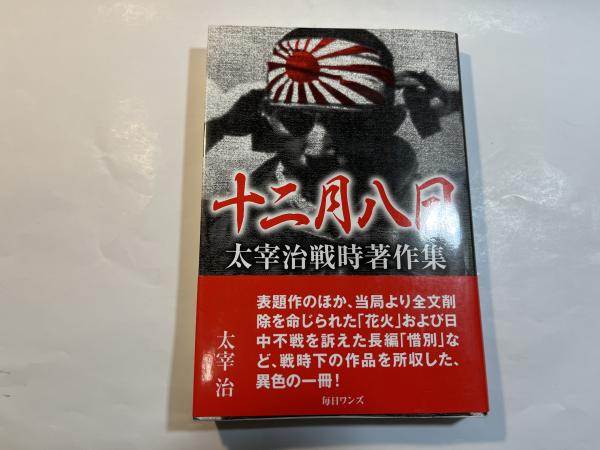 十二月八日
太宰治戦時著作集
表題作のほか、当局より全文削
除を命じられた「花火」および日
中不戦を訴えた長編「惜別」な
ど、戦時下の作品を所収した、
異色の一冊！
太宰治
毎日ワンズ